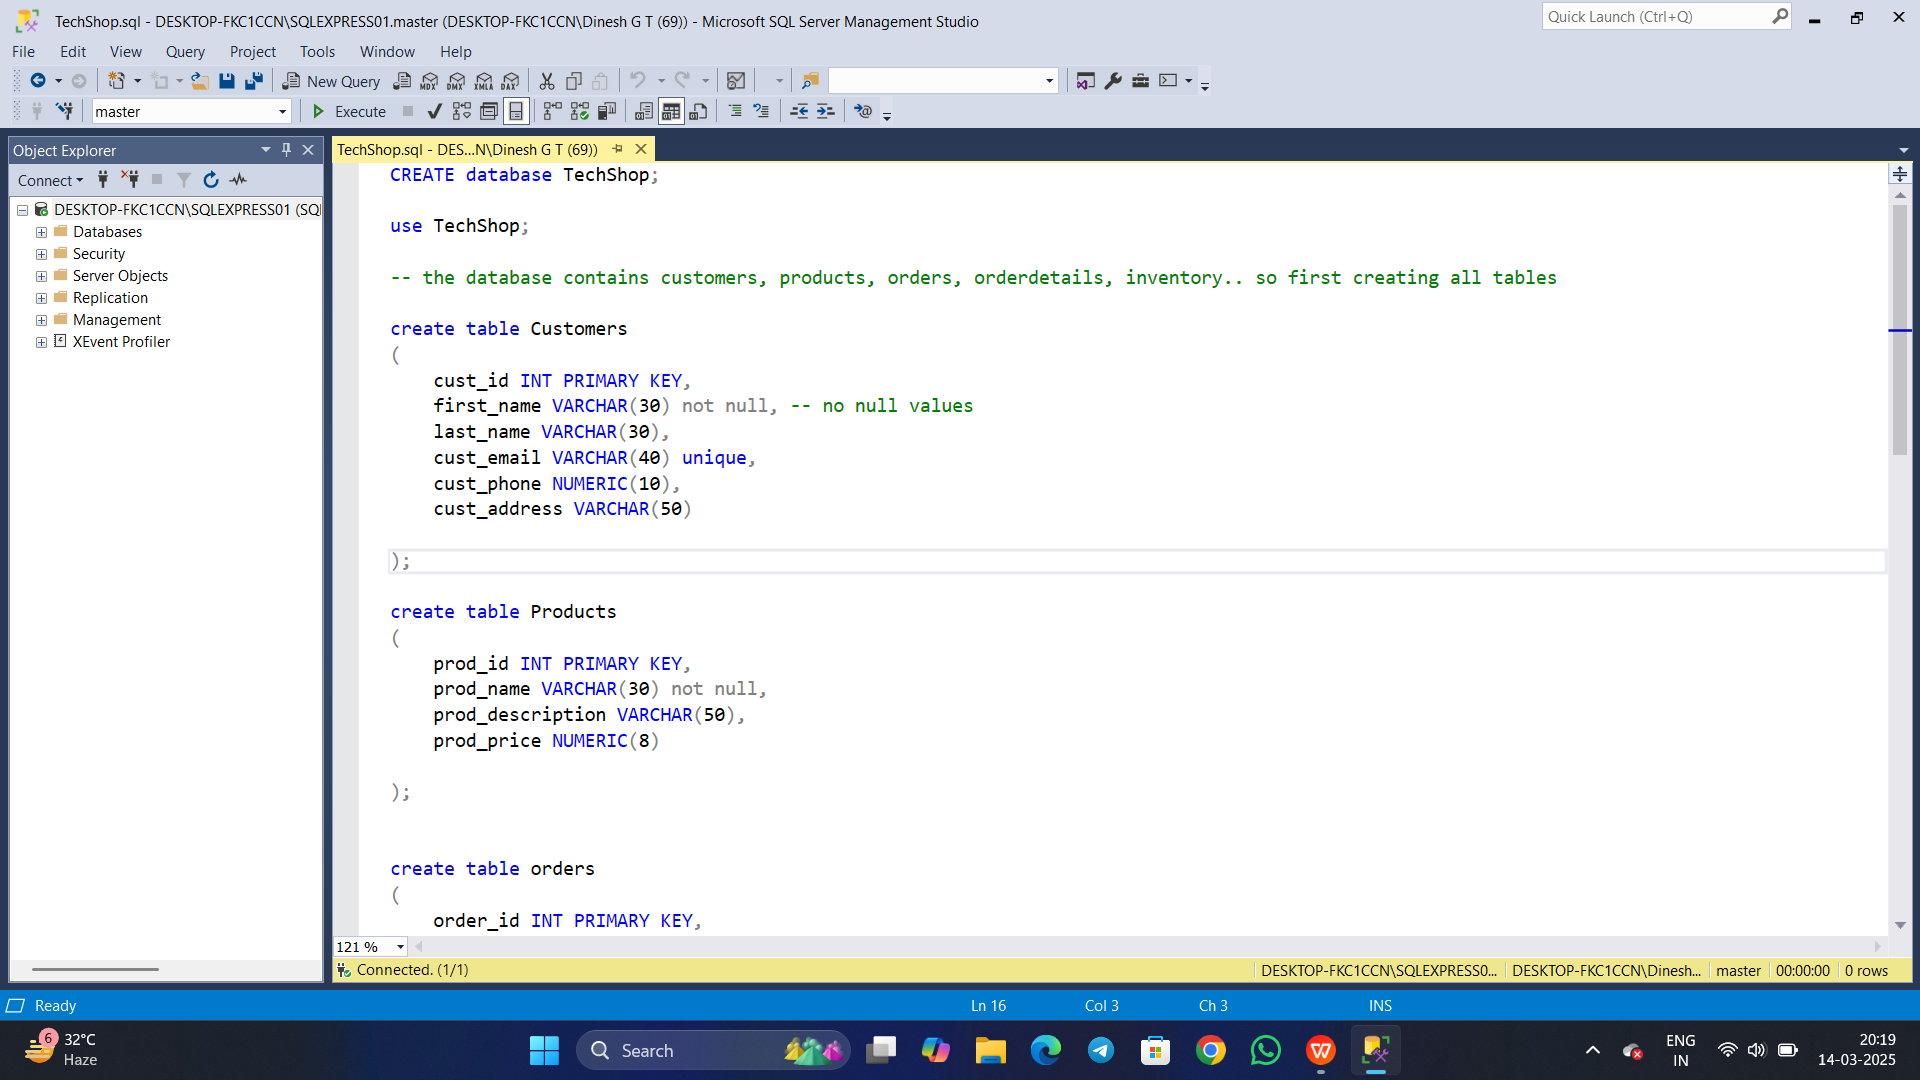 TechShop.sql - DESKTOP-FKC1CCN\SQLEXPRESS01.master (DESKTOP-FKC1CCN\Dinesh G T (69)) - Microsoft SQL Server Management Studio
Quick Launch (Ctrl+Q)
File Edit View Query Project Tools Window Help
New Query MDX DMX XMLA DAX
master Execute
Object Explorer
TechShop.sql - DES...N\Dinesh G T (69))
Connect
DESKTOP-FKC1CCN\SQLEXPRESS01 (SQL
Databases
Security
Server Objects
Replication
Management
XEvent Profiler
CREATE database TechShop;
use TechShop;
-- the database contains customers, products, orders, orderdetails, inventory.. so first creating all tables
create table Customers
(
cust_id INT PRIMARY KEY,
first_name VARCHAR(30) not null, -- no null values
last_name VARCHAR(30),
cust_email VARCHAR(40) unique,
cust_phone NUMERIC(10),
cust_address VARCHAR(50)
);
create table Products
(
prod_id INT PRIMARY KEY,
prod_name VARCHAR(30) not null,
prod_description VARCHAR(50),
prod_price NUMERIC(8)
);
create table orders
(
order_id INT PRIMARY KEY,
121 %
Connected. (1/1)
DESKTOP-FKC1CCN\SQLEXPRESS0... DESKTOP-FKC1CCN\Dinesh... master 00:00:00 0 rows
Ready Ln 16 Col 3 Ch 3 INS
6
32°C
Haze
Search
ENG
IN
20:19
14-03-2025